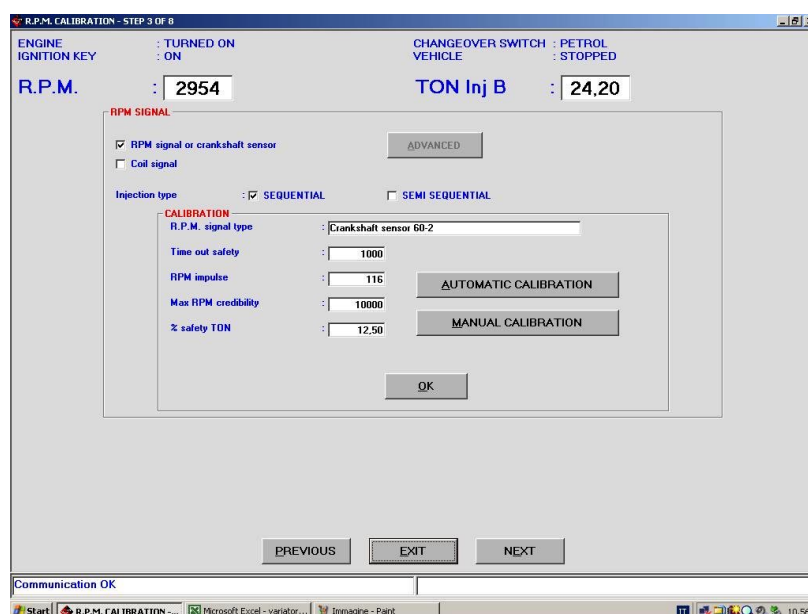 R.P.M. CALIBRATION - STEP 3 OF 8
ENGINE : TURNED ON CHANGEOVER SWITCH : PETROL
IGNITION KEY : ON VEHICLE : STOPPED
R.P.M. : 2954 TON Inj B : 24,20
RPM SIGNAL
RPM signal or crankshaft sensor ADVANCED
Coil signal
Injection type : SEQUENTIAL SEMI SEQUENTIAL
CALIBRATION
R.P.M. signal type : Crankshaft sensor 60-2
Time out safety : 1000
RPM impulse : 116 AUTOMATIC CALIBRATION
Max RPM credibility : 10000
% safety TON : 12,50 MANUAL CALIBRATION
OK
PREVIOUS EXIT NEXT
Communication OK
Start R.P.M. CALIBRATION -... Microsoft Excel - variator... Immagine - Paint IT 10.56